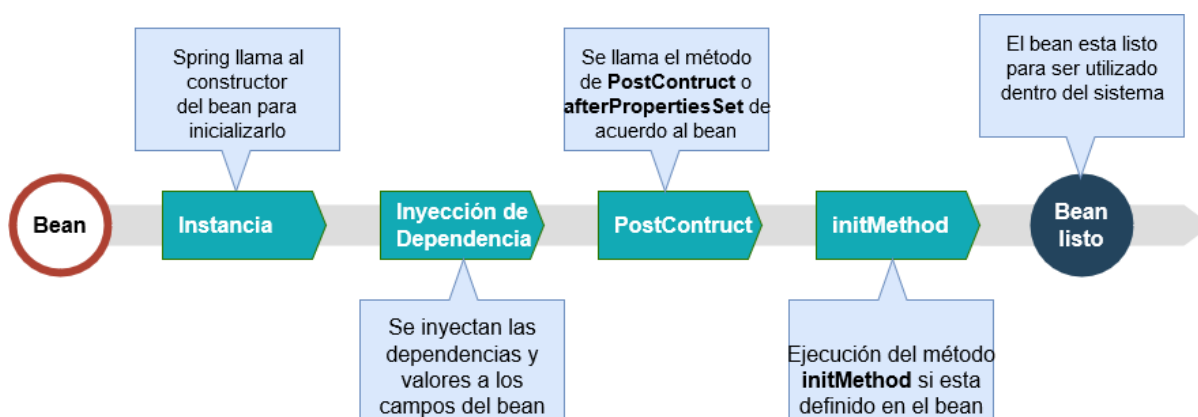 Spring llama al
constructor
del bean para
inicializarlo
Se llama el método
de PostContruct o
afterPropertiesSet de
acuerdo al bean
El bean esta listo
para ser utilizado
dentro del sistema
Bean
Instancia
Inyección de
Dependencia
PostContruct
initMethod
Bean
listo
Se inyectan las
dependencias y
valores a los
campos del bean
Ejecución del método
initMethod si esta
definido en el bean